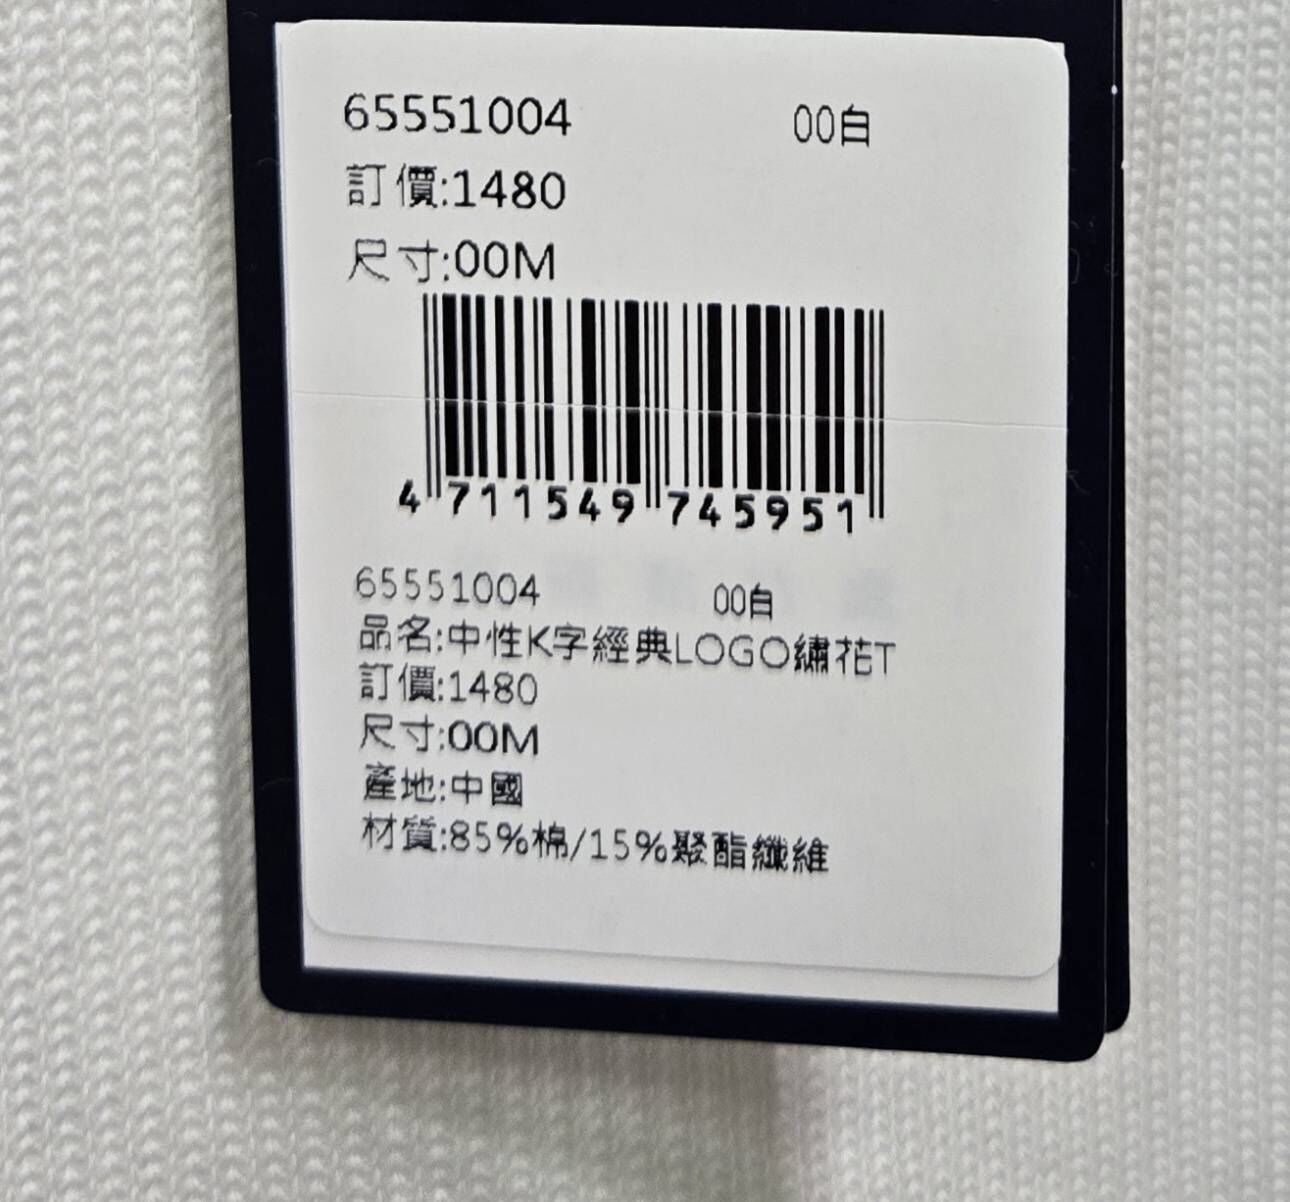 65551004 00白
訂價:1480
尺寸:00M
4 711549 745951
65551004 00白
品名:中性K字經典LOGO繡花T
訂價:1480
尺寸:00M
產地:中國
材質:85%棉/15%聚酯纖維